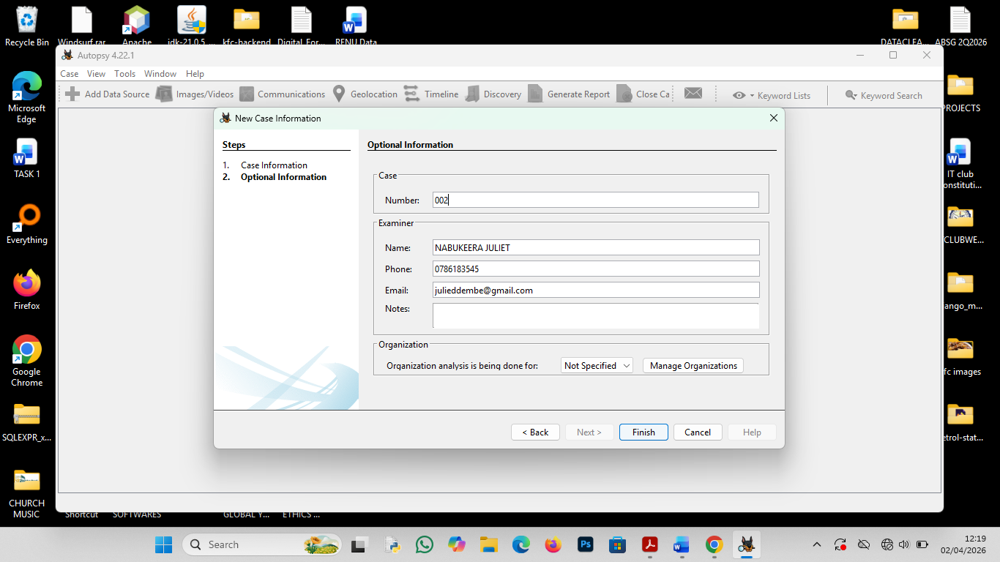 Recycle Bin
Windsurf.rar
Apache
jdk-21.0.5 ...
kfc-backend
Digital_For...
RENU Data
DATACLEA...
ABSG 2Q2026
Autopsy 4.22.1
Case View Tools Window Help
Add Data Source Images/Videos Communications Geolocation Timeline Discovery Generate Report Close Ca Keyword Lists Keyword Search
Microsoft
Edge
PROJECTS
New Case Information
Steps
1. Case Information
2. Optional Information
Optional Information
Case
Number: 002
Examiner
Name: NABUKEERA JULIET
Phone: 0786183545
Email: julieddembe@gmail.com
Notes:
Organization
Organization analysis is being done for: Not Specified Manage Organizations
< Back Next > Finish Cancel Help
TASK 1
IT club
onstituti...
Everything
CLUBWE...
Firefox
ango_m...
Google
Chrome
fc images
SQLEXPR_x...
etrol-stat...
CHURCH
MUSIC
Shortcut
SOFTWARES
GLOBAL Y...
ETHICS ...
Search
12:19
02/04/2026